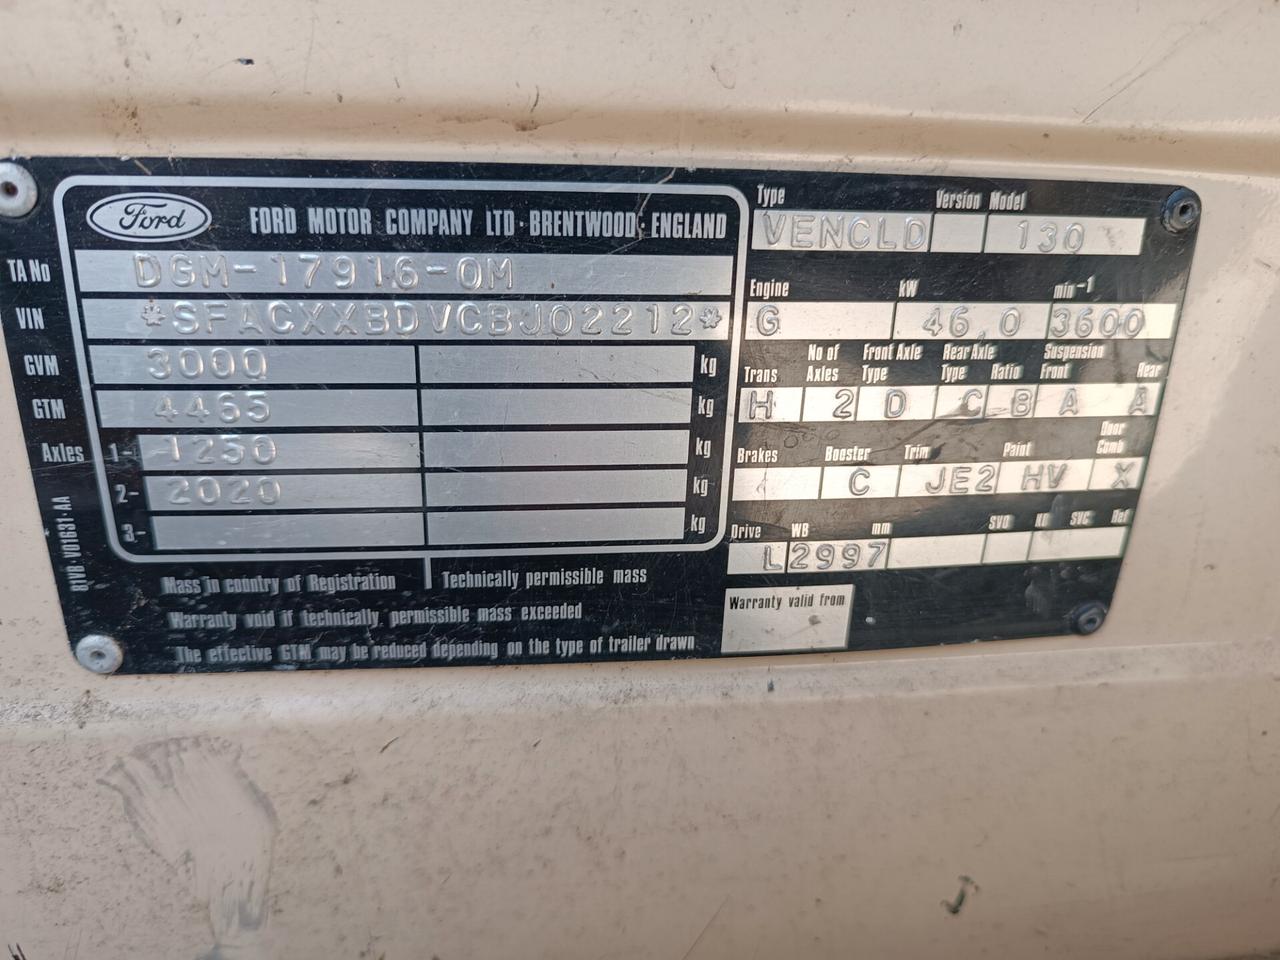 Ford FORD MOTOR COMPANY LTD · BRENTWOOD · ENGLAND
TA No DGM-17916-0M
VIN *SFACXXBDVCBJ02212*
GVM 3000 kg
GTM 4465 kg
Axles 1- 1250 kg
2- 2020 kg
3- kg
Mass in country of Registration | Technically permissible mass
Warranty void if technically, permissible mass exceeded
The effective GTM may be reduced depending on the type of trailer drawn
81VB·V01631·AA
Type Version Model
VENCLD 130
Engine kW min-1
G 46,0 3600
Trans No of Axles Front Axle Type Rear Axle Type Ratio Suspension Front Rear
H 2 D C B A A
Brakes Booster Trim Paint Door Comb
C JE2 HV X
Drive WB mm SVO KD SVC Ref
L 2997
Warranty valid from